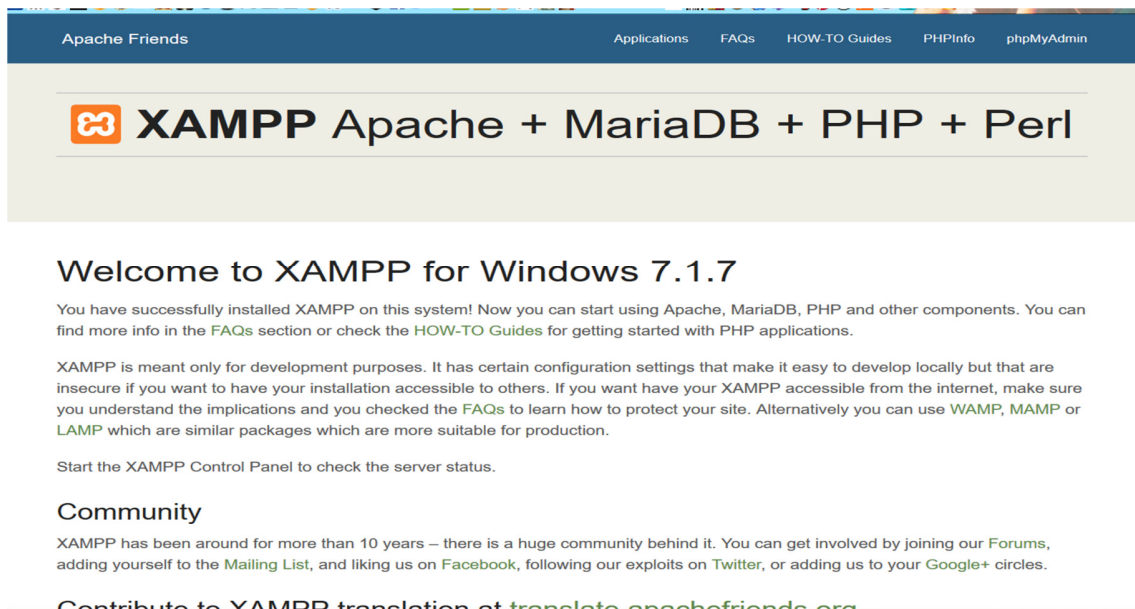 Apache Friends
Applications FAQs HOW-TO Guides PHPInfo phpMyAdmin
XAMPP Apache + MariaDB + PHP + Perl
Welcome to XAMPP for Windows 7.1.7
You have successfully installed XAMPP on this system! Now you can start using Apache, MariaDB, PHP and other components. You can
find more info in the FAQs section or check the HOW-TO Guides for getting started with PHP applications.
XAMPP is meant only for development purposes. It has certain configuration settings that make it easy to develop locally but that are
insecure if you want to have your installation accessible to others. If you want have your XAMPP accessible from the internet, make sure
you understand the implications and you checked the FAQs to learn how to protect your site. Alternatively you can use WAMP, MAMP or
LAMP which are similar packages which are more suitable for production.
Start the XAMPP Control Panel to check the server status.
Community
XAMPP has been around for more than 10 years – there is a huge community behind it. You can get involved by joining our Forums,
adding yourself to the Mailing List, and liking us on Facebook, following our exploits on Twitter, or adding us to your Google+ circles.
Contribute to XAMPP translation at translate.apachefriends.org